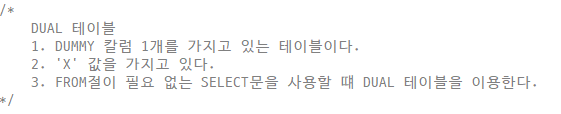 /*
DUAL 테이블
1. DUMMY 칼럼 1개를 가지고 있는 테이블이다.
2. 'X' 값을 가지고 있다.
3. FROM절이 필요 없는 SELECT문을 사용할 떄 DUAL 테이블을 이용한다.
*/